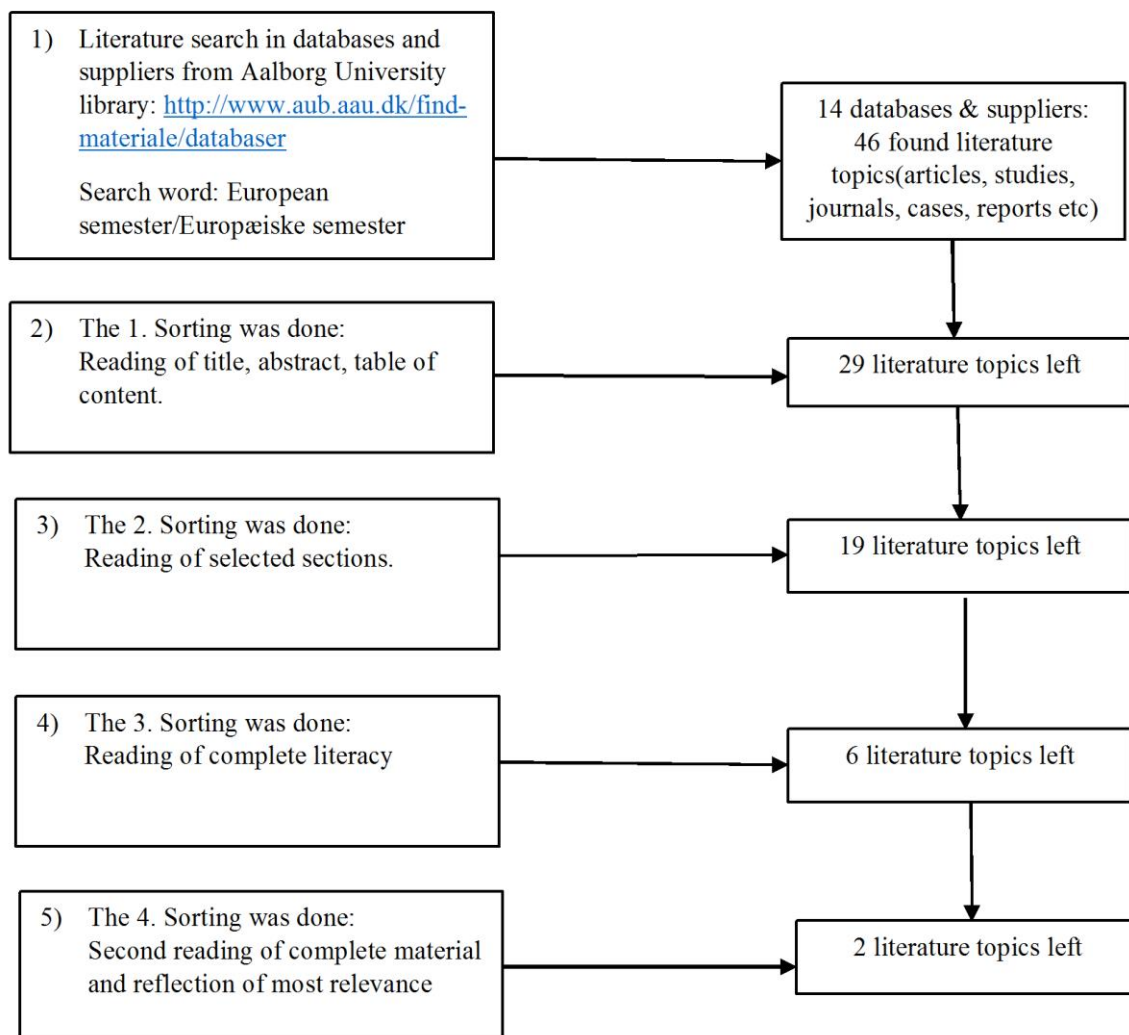 1) Literature search in databases and
suppliers from Aalborg University
library: http://www.aub.aau.dk/find-
materiale/databaser
Search word: European
semester/Europæiske semester
14 databases & suppliers:
46 found literature
topics(articles, studies,
journals, cases, reports etc)
2) The 1. Sorting was done:
Reading of title, abstract, table of
content.
29 literature topics left
3) The 2. Sorting was done:
Reading of selected sections.
19 literature topics left
4) The 3. Sorting was done:
Reading of complete literacy
6 literature topics left
5) The 4. Sorting was done:
Second reading of complete material
and reflection of most relevance
2 literature topics left